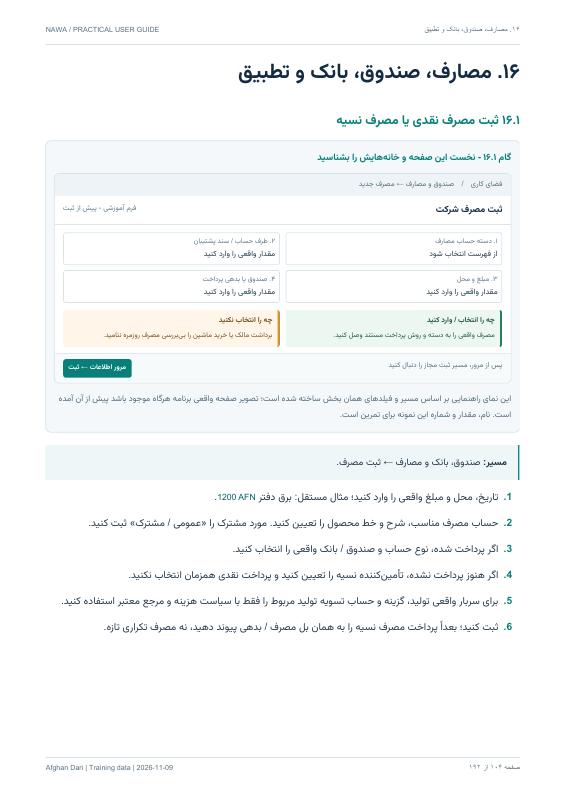 NAWA / PRACTICAL USER GUIDE
۱۶. مصارف، صندوق، بانک و تطبیق
۱۶. مصارف، صندوق، بانک و تطبیق
۱۶.۱ ثبت مصرف نقدی یا مصرف نسیه
گام ۱۶.۱ - نخست این صفحه و خانه‌هایش را بشناسید
فضای کاری / صندوق و مصارف ← مصرف جدید
ثبت مصرف شرکت
فرم آموزشی - پیش از ثبت
۱. دسته حساب مصارف
از فهرست انتخاب شود
۲. طرف حساب / سند پشتیبان
مقدار واقعی را وارد کنید
۳. مبلغ و محل
مقدار واقعی را وارد کنید
۴. صندوق یا بدهی پرداخت
مقدار واقعی را وارد کنید
چه را انتخاب / وارد کنید
مصرف واقعی را به دسته و روش پرداخت مستند وصل کنید.
چه را انتخاب نکنید
برداشت مالک یا خرید ماشین را بی‌بررسی مصرف روزمره ننامید.
پس از مرور، مسیر ثبت مجاز را دنبال کنید
مرور اطلاعات ← ثبت
این نمای راهنمایی بر اساس مسیر و فیلدهای همان بخش ساخته شده است؛ تصویر صفحه واقعی برنامه هرگاه موجود باشد پیش از آن آمده
است. نام، مقدار و شماره این نمونه برای تمرین است.
مسیر: صندوق، بانک و مصارف ← ثبت مصرف.
1. تاریخ، محل و مبلغ واقعی را وارد کنید؛ مثال مستقل: برق دفتر 1200 AFN.
2. حساب مصرف مناسب، شرح و خط محصول را تعیین کنید. مورد مشترک را «عمومی / مشترک» ثبت کنید.
3. اگر پرداخت شده، نوع حساب و صندوق / بانک واقعی را انتخاب کنید.
4. اگر هنوز پرداخت نشده، تأمین‌کننده نسیه را تعیین کنید و پرداخت نقدی همزمان انتخاب نکنید.
5. برای سربار واقعی تولید، گزینه و حساب تسویه تولید مربوط را فقط با سیاست هزینه و مرجع معتبر استفاده کنید.
6. ثبت کنید؛ بعداً پرداخت مصرف نسیه را به همان بل مصرف / بدهی پیوند دهید، نه مصرف تکراری تازه.
Afghan Dari | Training data | 2026-11-09
صفحه ۱۰۴ از ۱۹۲